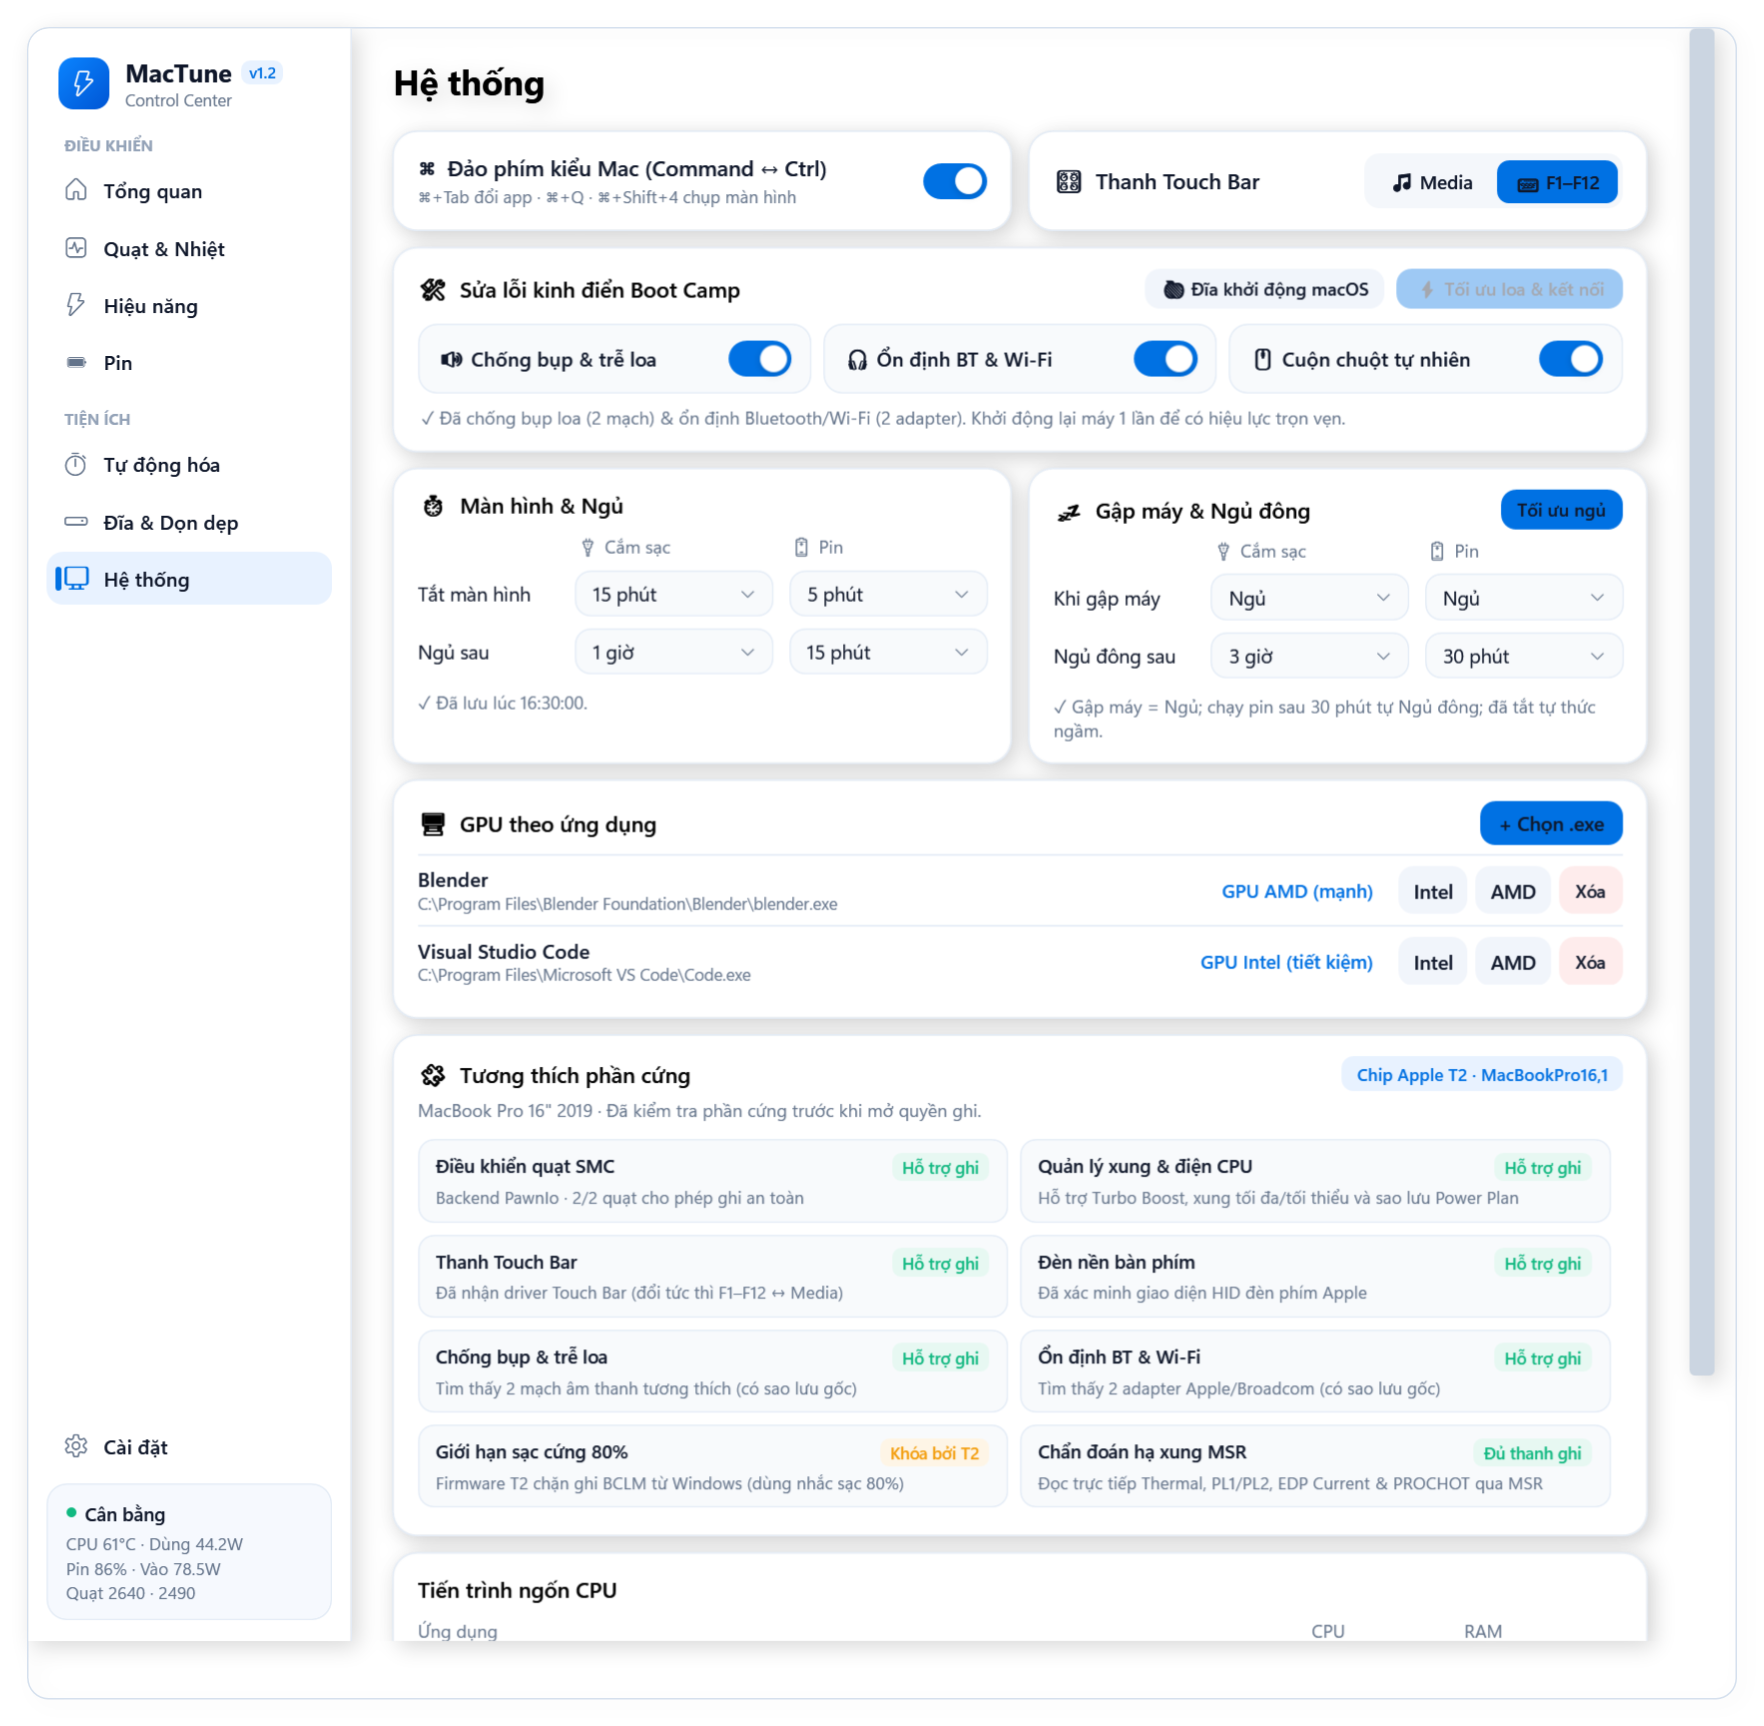 MacTune v1.2
Control Center
ĐIỀU KHIỂN
Tổng quan
Quạt & Nhiệt
Hiệu năng
Pin
TIỆN ÍCH
Tự động hóa
Đĩa & Dọn dẹp
Hệ thống
Cài đặt
Cân bằng
CPU 61°C · Dùng 44.2W
Pin 86% · Vào 78.5W
Quạt 2640 · 2490
Hệ thống
⌘ Đảo phím kiểu Mac (Command ↔ Ctrl)
⌘+Tab đổi app · ⌘+Q · ⌘+Shift+4 chụp màn hình
Thanh Touch Bar
Media
F1–F12
Sửa lỗi kinh điển Boot Camp
Đĩa khởi động macOS
Tối ưu loa & kết nối
Chống bụp & trễ loa
Ổn định BT & Wi-Fi
Cuộn chuột tự nhiên
✓ Đã chống bụp loa (2 mạch) & ổn định Bluetooth/Wi-Fi (2 adapter). Khởi động lại máy 1 lần để có hiệu lực trọn vẹn.
Màn hình & Ngủ
Cắm sạc
Pin
Tắt màn hình
15 phút
5 phút
Ngủ sau
1 giờ
15 phút
✓ Đã lưu lúc 16:30:00.
Gập máy & Ngủ đông
Tối ưu ngủ
Cắm sạc
Pin
Khi gập máy
Ngủ
Ngủ
Ngủ đông sau
3 giờ
30 phút
✓ Gập máy = Ngủ; chạy pin sau 30 phút tự Ngủ đông; đã tắt tự thức
ngầm.
GPU theo ứng dụng
+ Chọn .exe
Blender
C:\Program Files\Blender Foundation\Blender\blender.exe
GPU AMD (mạnh)
Intel
AMD
Xóa
Visual Studio Code
C:\Program Files\Microsoft VS Code\Code.exe
GPU Intel (tiết kiệm)
Intel
AMD
Xóa
Tương thích phần cứng
Chip Apple T2 · MacBookPro16,1
MacBook Pro 16" 2019 · Đã kiểm tra phần cứng trước khi mở quyền ghi.
Điều khiển quạt SMC
Hỗ trợ ghi
Backend PawnIo · 2/2 quạt cho phép ghi an toàn
Quản lý xung & điện CPU
Hỗ trợ ghi
Hỗ trợ Turbo Boost, xung tối đa/tối thiểu và sao lưu Power Plan
Thanh Touch Bar
Hỗ trợ ghi
Đã nhận driver Touch Bar (đổi tức thì F1–F12 ↔ Media)
Đèn nền bàn phím
Hỗ trợ ghi
Đã xác minh giao diện HID đèn phím Apple
Chống bụp & trễ loa
Hỗ trợ ghi
Tìm thấy 2 mạch âm thanh tương thích (có sao lưu gốc)
Ổn định BT & Wi-Fi
Hỗ trợ ghi
Tìm thấy 2 adapter Apple/Broadcom (có sao lưu gốc)
Giới hạn sạc cứng 80%
Khóa bởi T2
Firmware T2 chặn ghi BCLM từ Windows (dùng nhắc sạc 80%)
Chẩn đoán hạ xung MSR
Đủ thanh ghi
Đọc trực tiếp Thermal, PL1/PL2, EDP Current & PROCHOT qua MSR
Tiến trình ngốn CPU
Ứng dụng
CPU
RAM